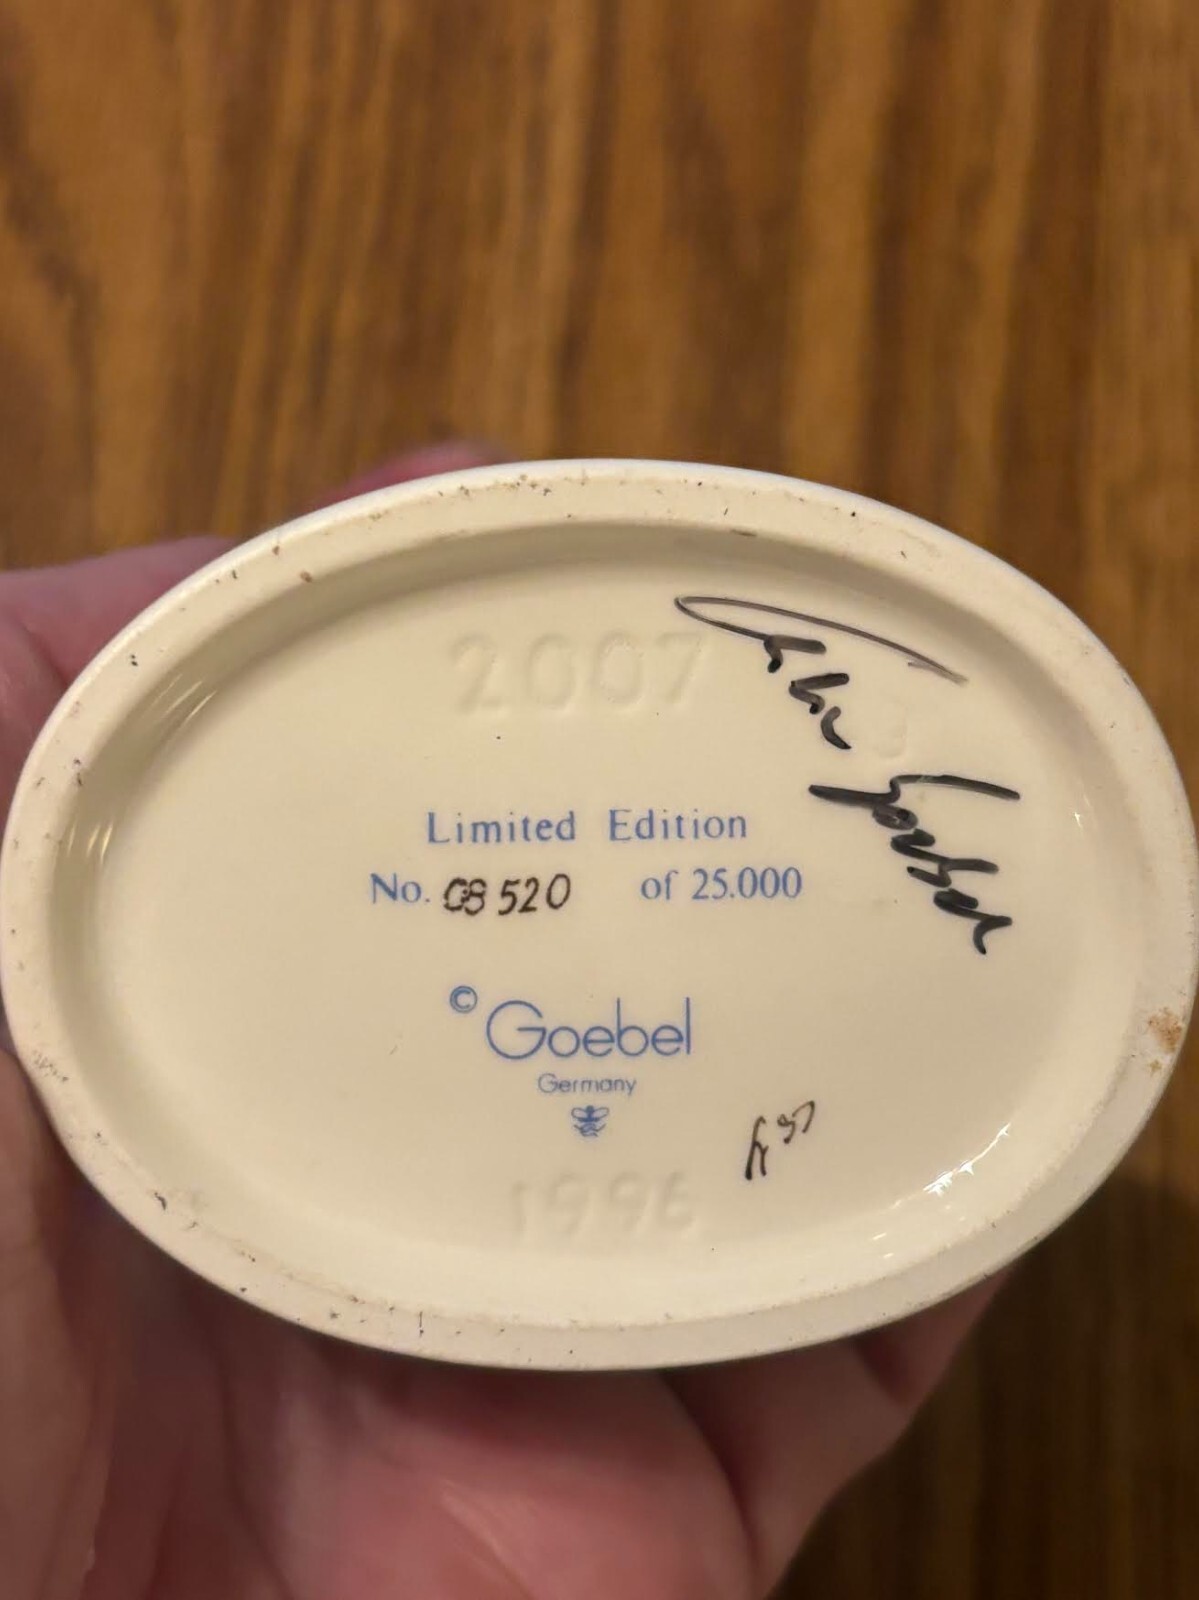 2007
Limited Edition
No. 08520 of 25.000
© Goebel
Germany
1996